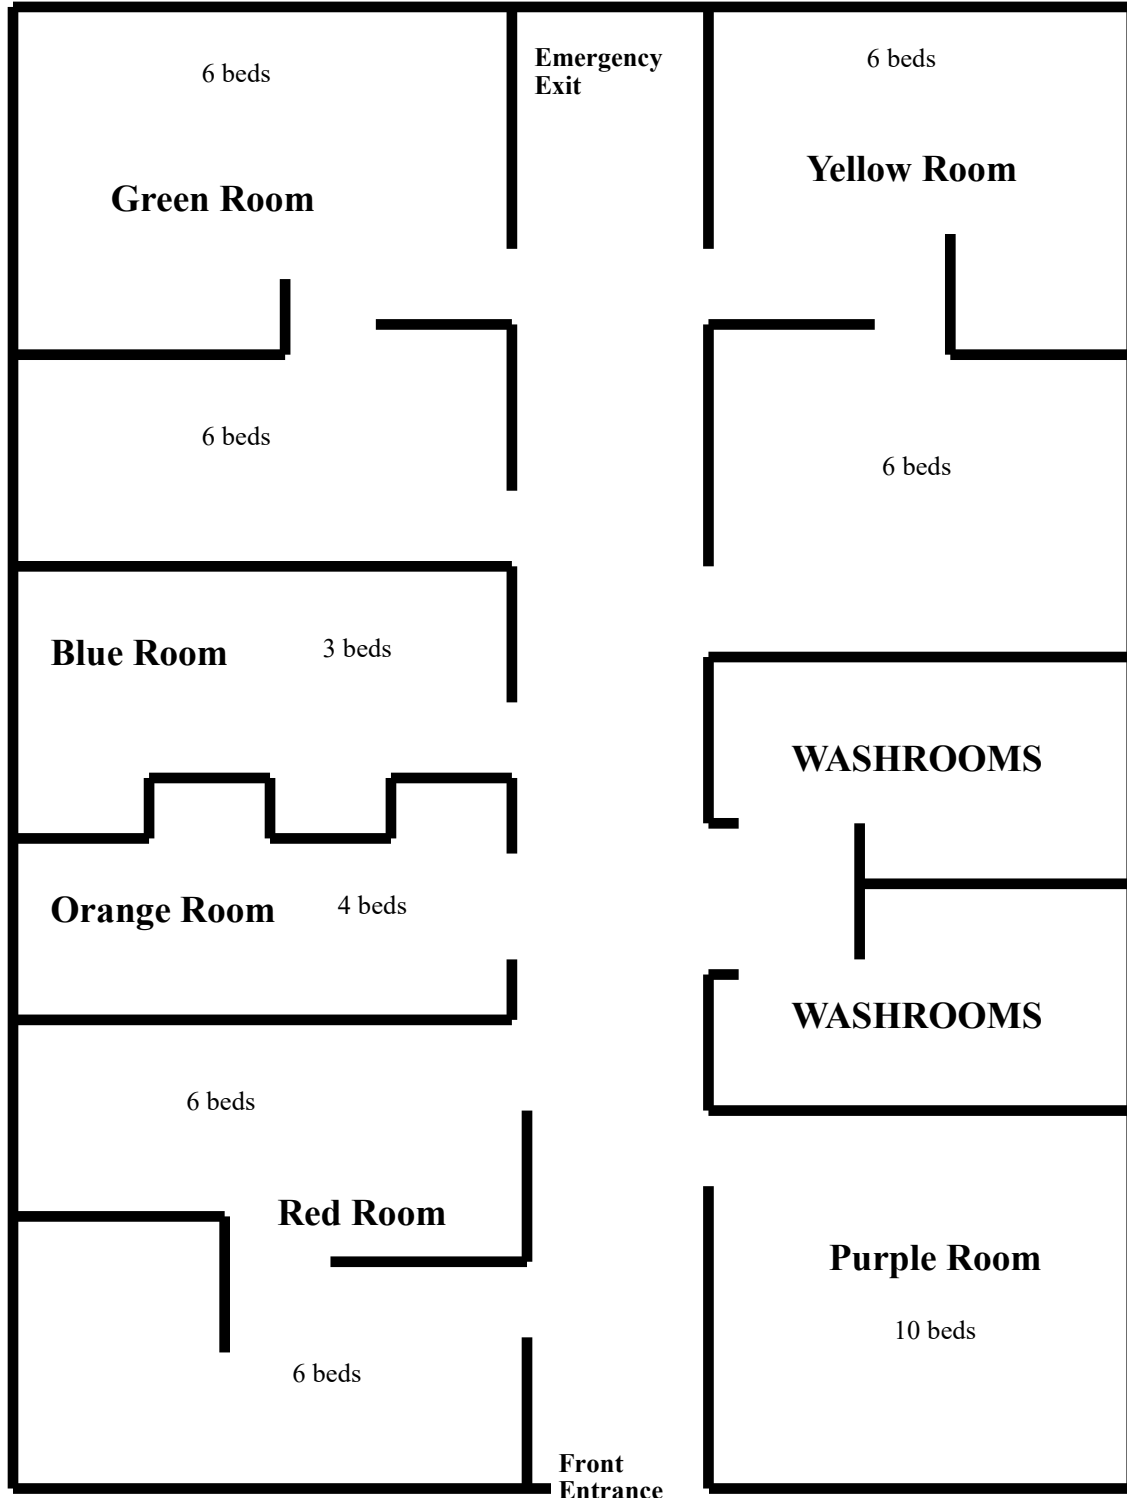 6 beds
Emergency
Exit
6 beds
Green Room
Yellow Room
6 beds
6 beds
Blue Room
3 beds
WASHROOMS
Orange Room
4 beds
WASHROOMS
6 beds
Red Room
Purple Room
10 beds
6 beds
Front
Entrance